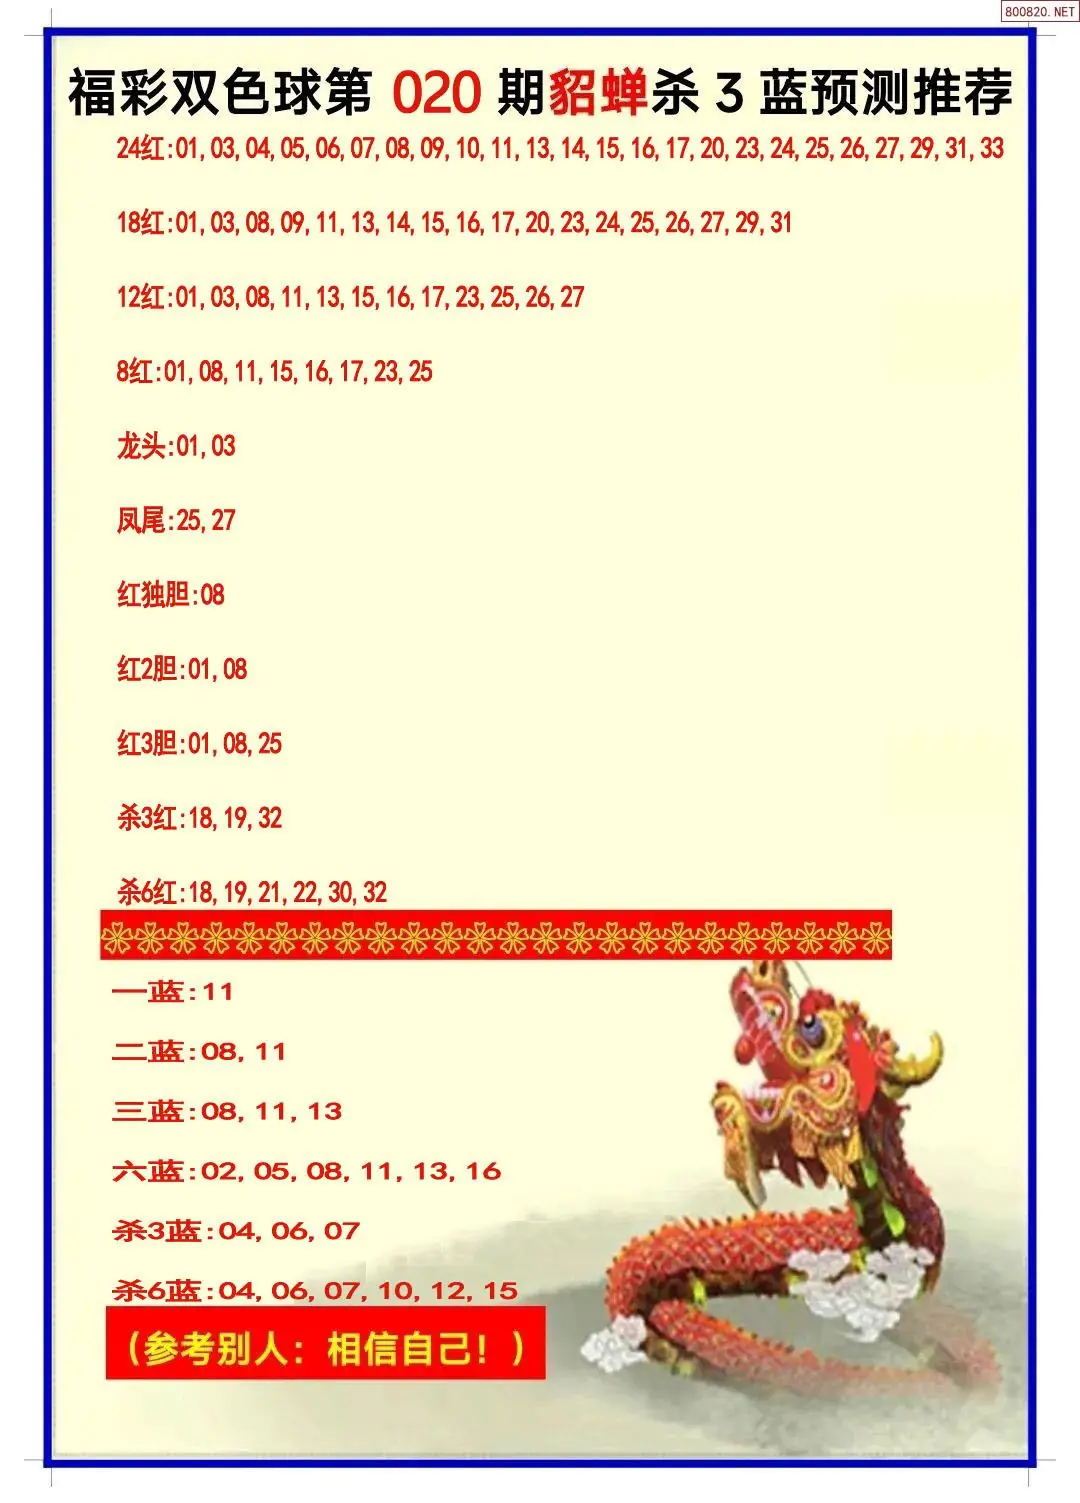 800820.NET
福彩双色球第 020 期貂蝉杀 3 蓝预测推荐
24红:01,03,04,05,06,07,08,09,10,11,13,14,15,16,17,20,23,24,25,26,27,29,31,33
18红:01,03,08,09,11,13,14,15,16,17,20,23,24,25,26,27,29,31
12红:01,03,08,11,13,15,16,17,23,25,26,27
8红:01,08,11,15,16,17,23,25
龙头:01,03
凤尾:25,27
红独胆:08
红2胆:01,08
红3胆:01,08,25
杀3红:18,19,32
杀6红:18,19,21,22,30,32
一蓝:11
二蓝:08,11
三蓝:08,11,13
六蓝:02,05,08,11,13,16
杀3蓝:04,06,07
杀6蓝:04,06,07,10,12,15
（参考别人：相信自己！）